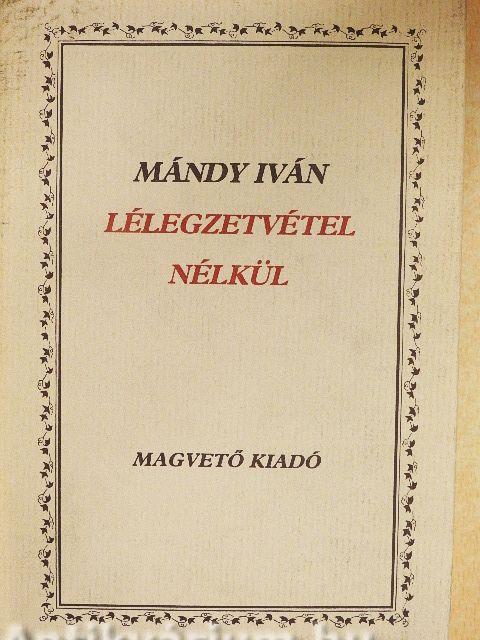 MÁNDY IVÁN
LÉLEGZETVÉTEL
NÉLKÜL
MAGVETŐ KIADÓ